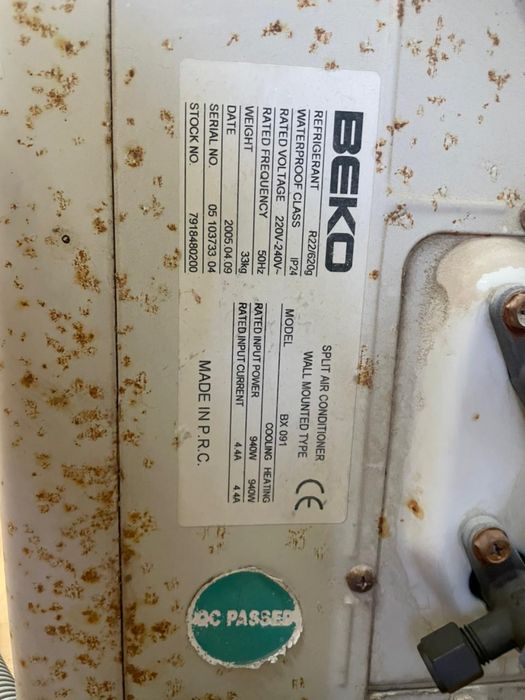 BEKO
SPLIT AIR CONDITIONER
WALL MOUNTED TYPE
REFRIGERANT R22/620g
WATERPROOF CLASS IP24
RATED VOLTAGE 220V-240V~
RATED FREQUENCY 50Hz
WEIGHT 33kg
DATE 2005.04.09
SERIAL NO. 05 103733 04
STOCK NO. 7918480200
CE
MODEL BX 091
COOLING HEATING
RATED INPUT POWER 940W 940W
RATED INPUT CURRENT 4.4A 4.4A
MADE IN P.R.C.
QC PASSED